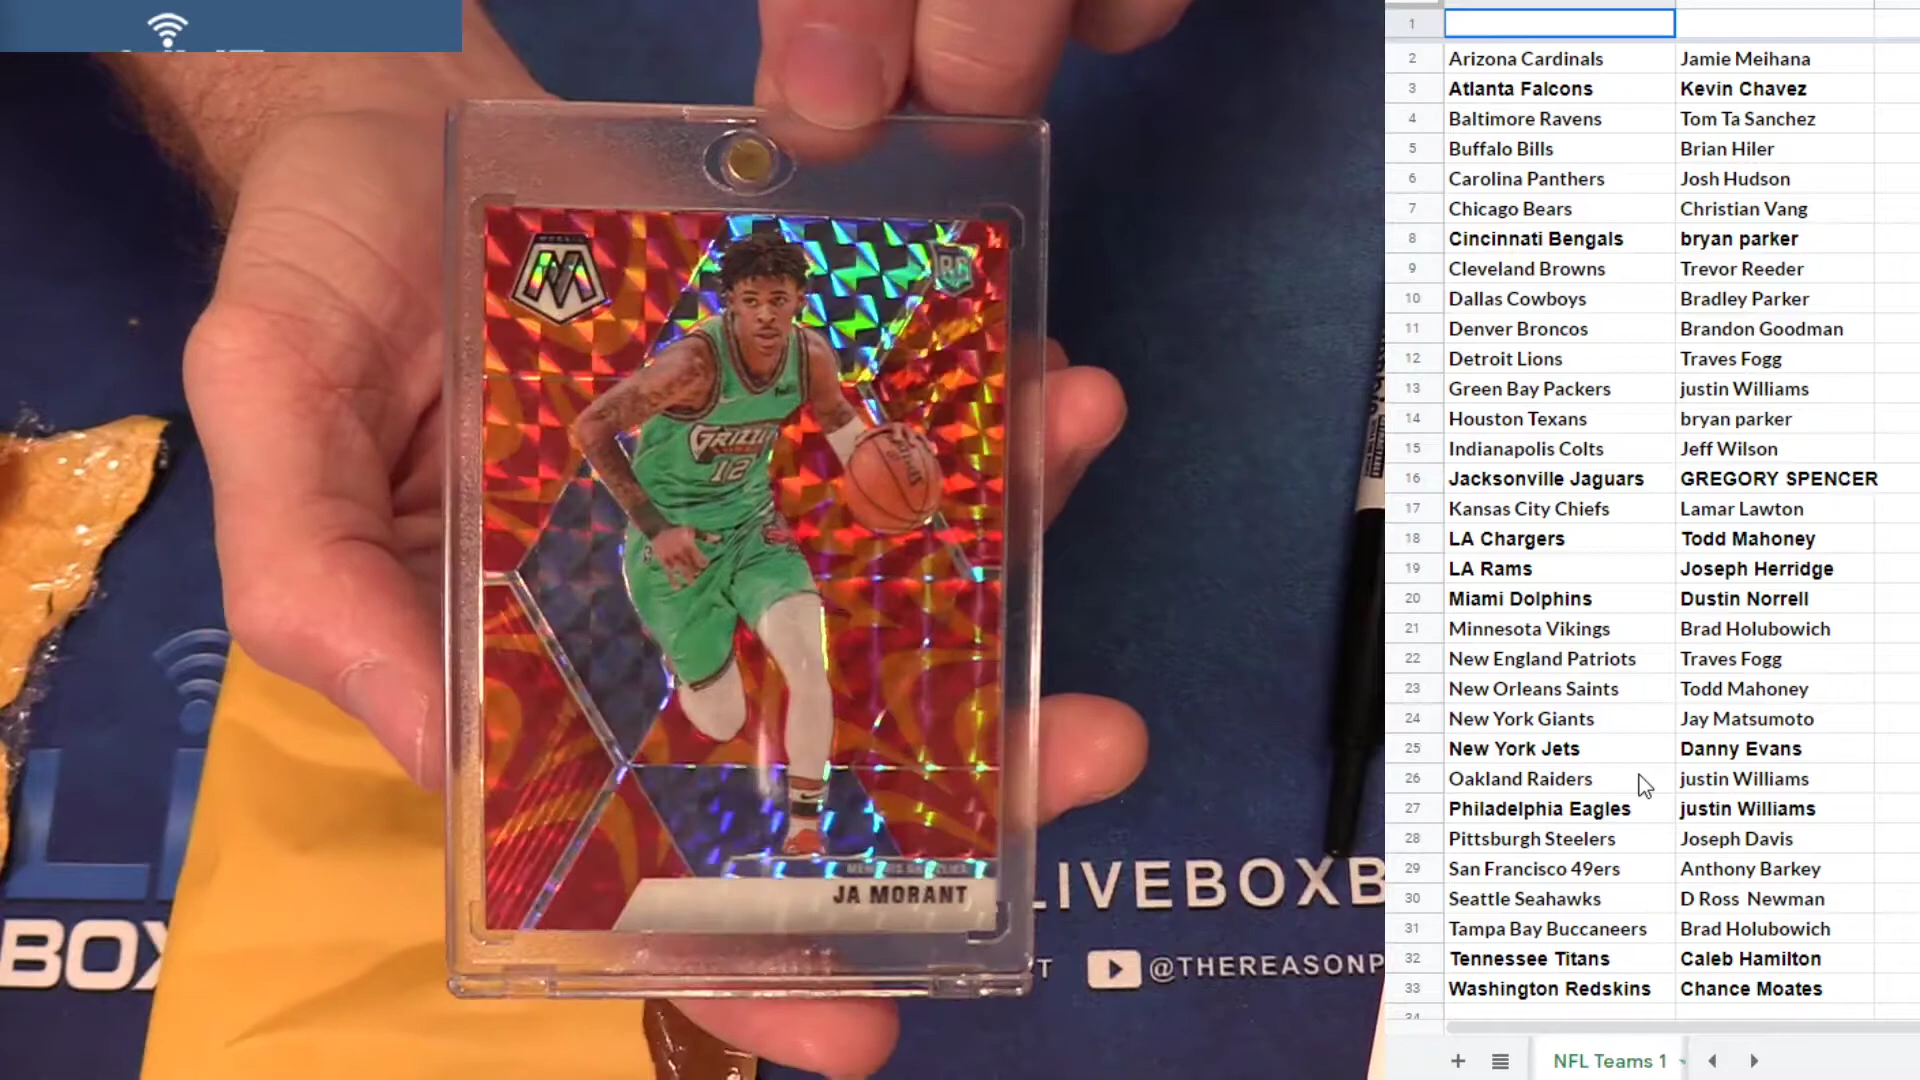 MOSAIC
RC
GRIZZLIES
12
MEMPHIS GRIZZLIES
JA MORANT
LIVEBOXB
@THEREASONP
BOX
1
2 Arizona Cardinals Jamie Meihana
3 Atlanta Falcons Kevin Chavez
4 Baltimore Ravens Tom Ta Sanchez
5 Buffalo Bills Brian Hiler
6 Carolina Panthers Josh Hudson
7 Chicago Bears Christian Vang
8 Cincinnati Bengals bryan parker
9 Cleveland Browns Trevor Reeder
10 Dallas Cowboys Bradley Parker
11 Denver Broncos Brandon Goodman
12 Detroit Lions Traves Fogg
13 Green Bay Packers justin Williams
14 Houston Texans bryan parker
15 Indianapolis Colts Jeff Wilson
16 Jacksonville Jaguars GREGORY SPENCER
17 Kansas City Chiefs Lamar Lawton
18 LA Chargers Todd Mahoney
19 LA Rams Joseph Herridge
20 Miami Dolphins Dustin Norrell
21 Minnesota Vikings Brad Holubowich
22 New England Patriots Traves Fogg
23 New Orleans Saints Todd Mahoney
24 New York Giants Jay Matsumoto
25 New York Jets Danny Evans
26 Oakland Raiders justin Williams
27 Philadelphia Eagles justin Williams
28 Pittsburgh Steelers Joseph Davis
29 San Francisco 49ers Anthony Barkey
30 Seattle Seahawks D Ross Newman
31 Tampa Bay Buccaneers Brad Holubowich
32 Tennessee Titans Caleb Hamilton
33 Washington Redskins Chance Moates
34
NFL Teams 1